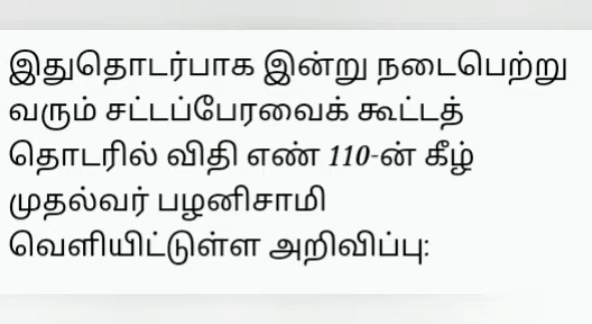 இதுதொடர்பாக இன்று நடைபெற்று
வரும் சட்டப்பேரவைக் கூட்டத்
தொடரில் விதி எண் 110-ன் கீழ்
முதல்வர் பழனிசாமி
வெளியிட்டுள்ள அறிவிப்பு: